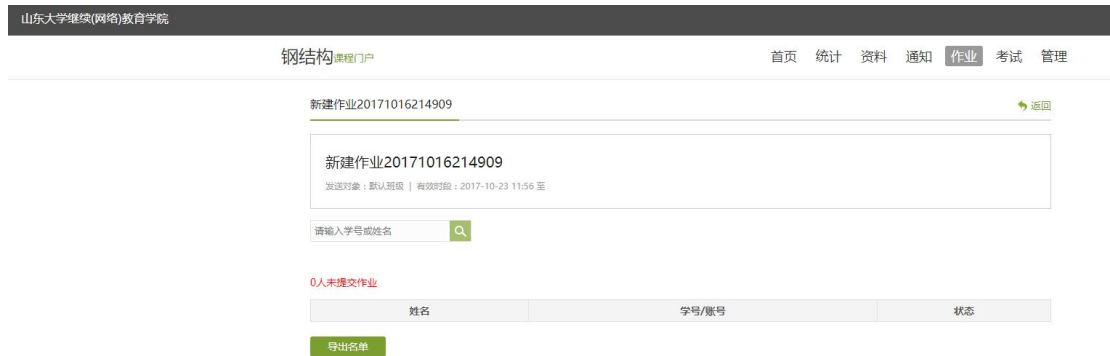 山东大学继续(网络)教育学院
钢结构课程门户 首页 统计 资料 通知 作业 考试 管理
新建作业20171016214909 返回
新建作业20171016214909
发送对象：默认班级 | 有效时段：2017-10-23 11:56 至
请输入学号或姓名
0人未提交作业
姓名 学号/账号 状态
导出名单